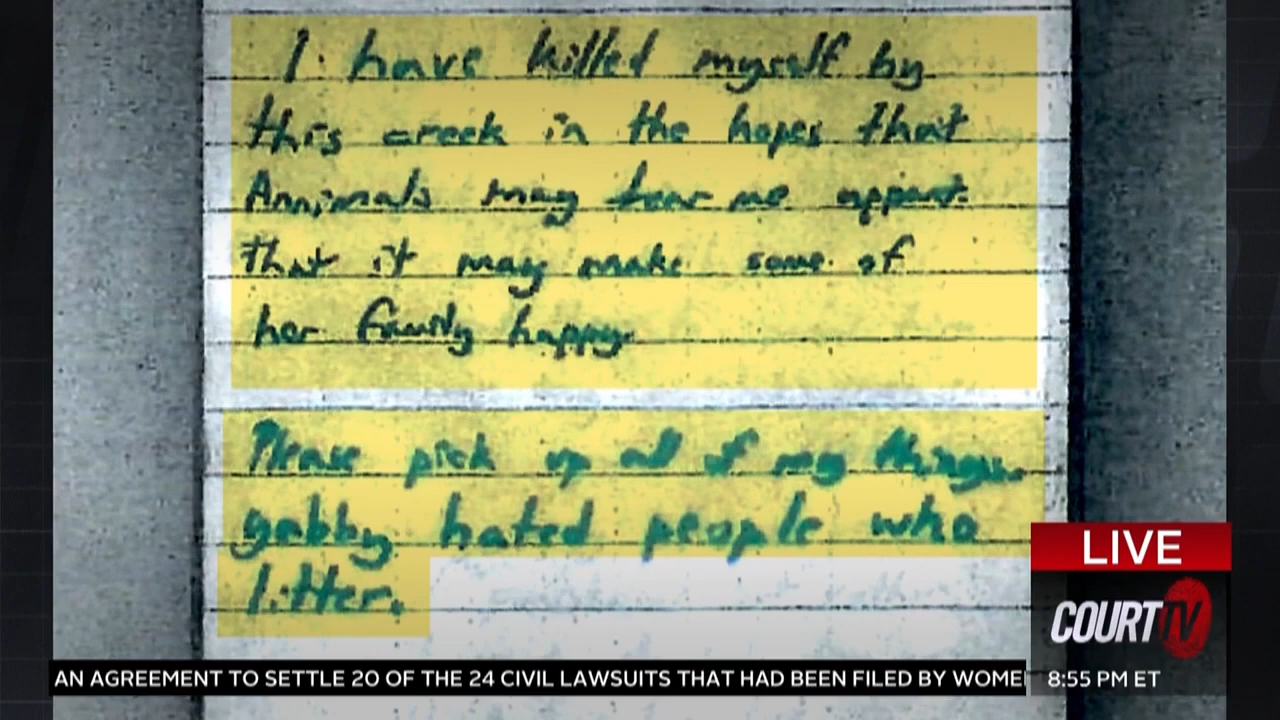 I have killed myself by
this creek in the hopes that
Annimals may tear me appart.
that it may make some of
her family happy.
Please pick up all of my things.
gabby hated people who
litter.
LIVE
COURT TV
AN AGREEMENT TO SETTLE 20 OF THE 24 CIVIL LAWSUITS THAT HAD BEEN FILED BY
8:55 PM ET